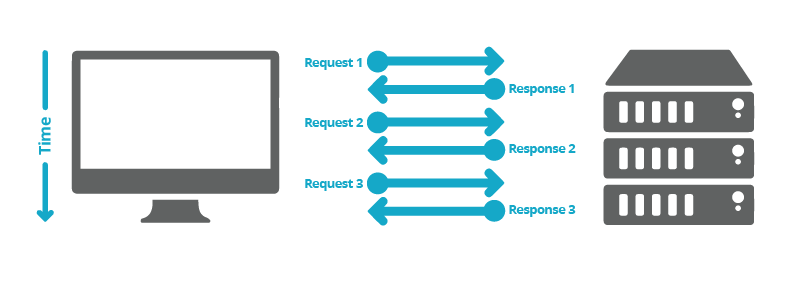 Time
Request 1
Response 1
Request 2
Response 2
Request 3
Response 3